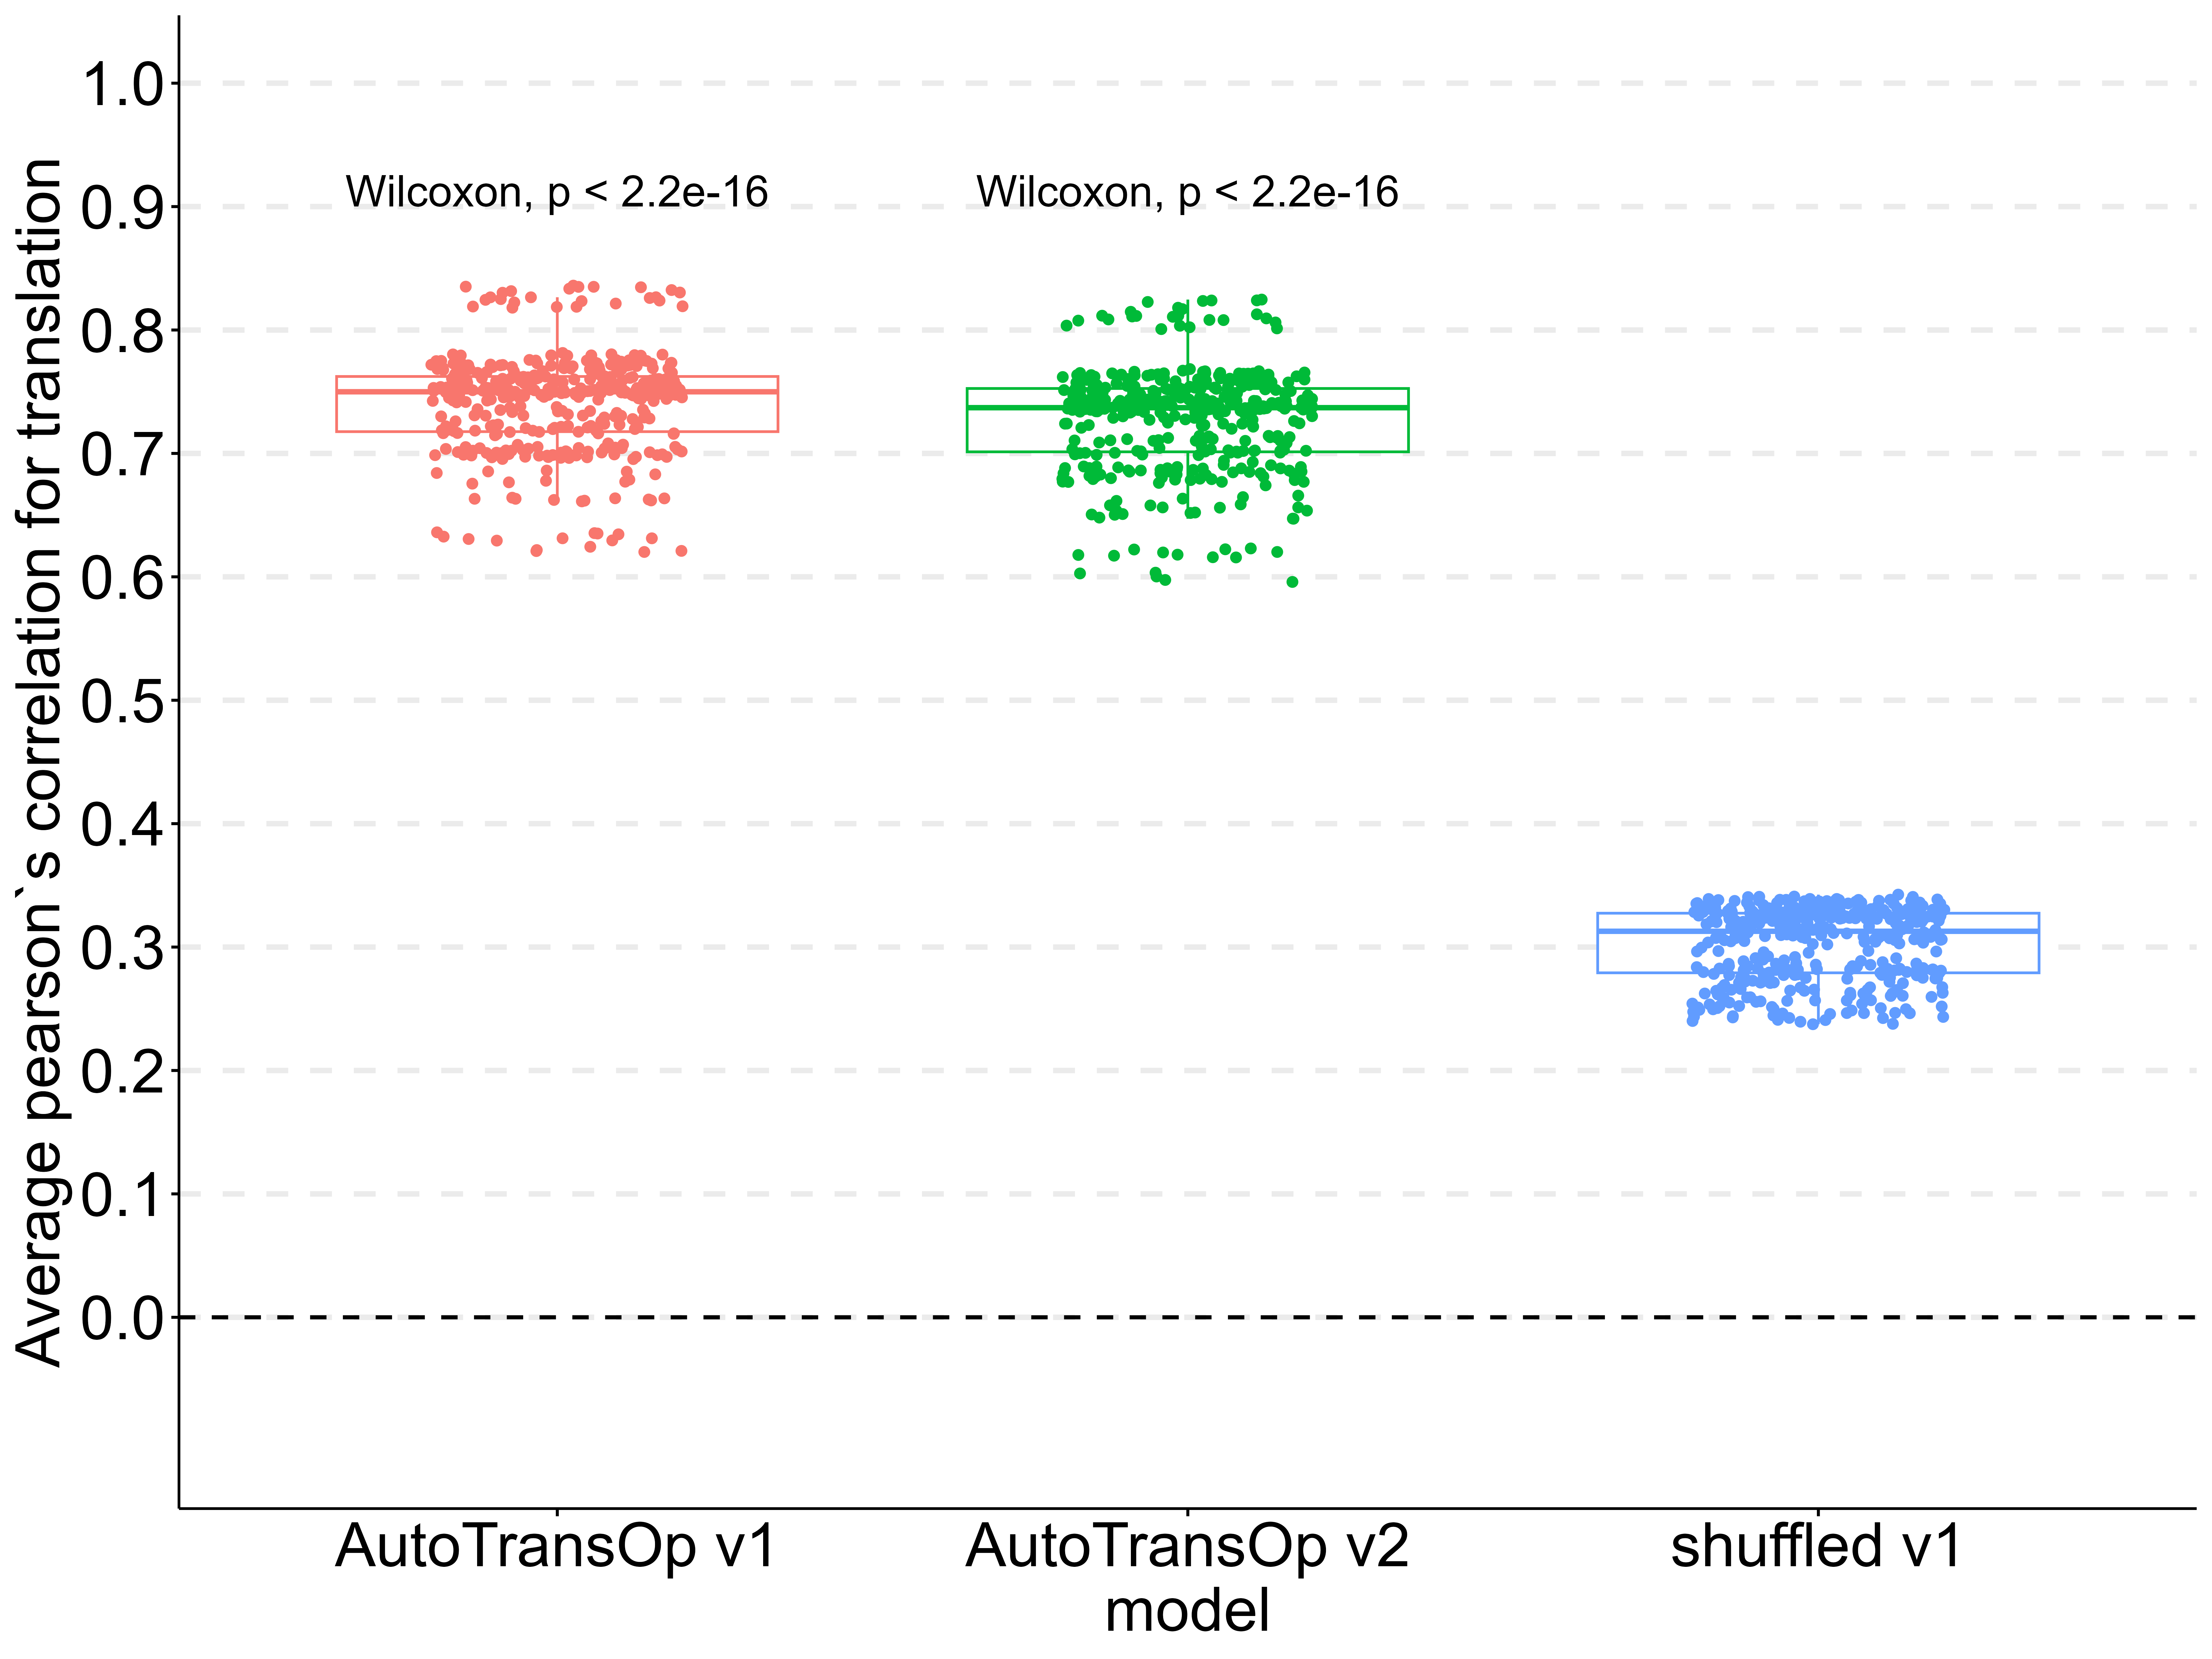 Average pearson`s correlation for translation
1.0
0.9
0.8
0.7
0.6
0.5
0.4
0.3
0.2
0.1
0.0
Wilcoxon, p < 2.2e-16
Wilcoxon, p < 2.2e-16
AutoTransOp v1
AutoTransOp v2
shuffled v1
model